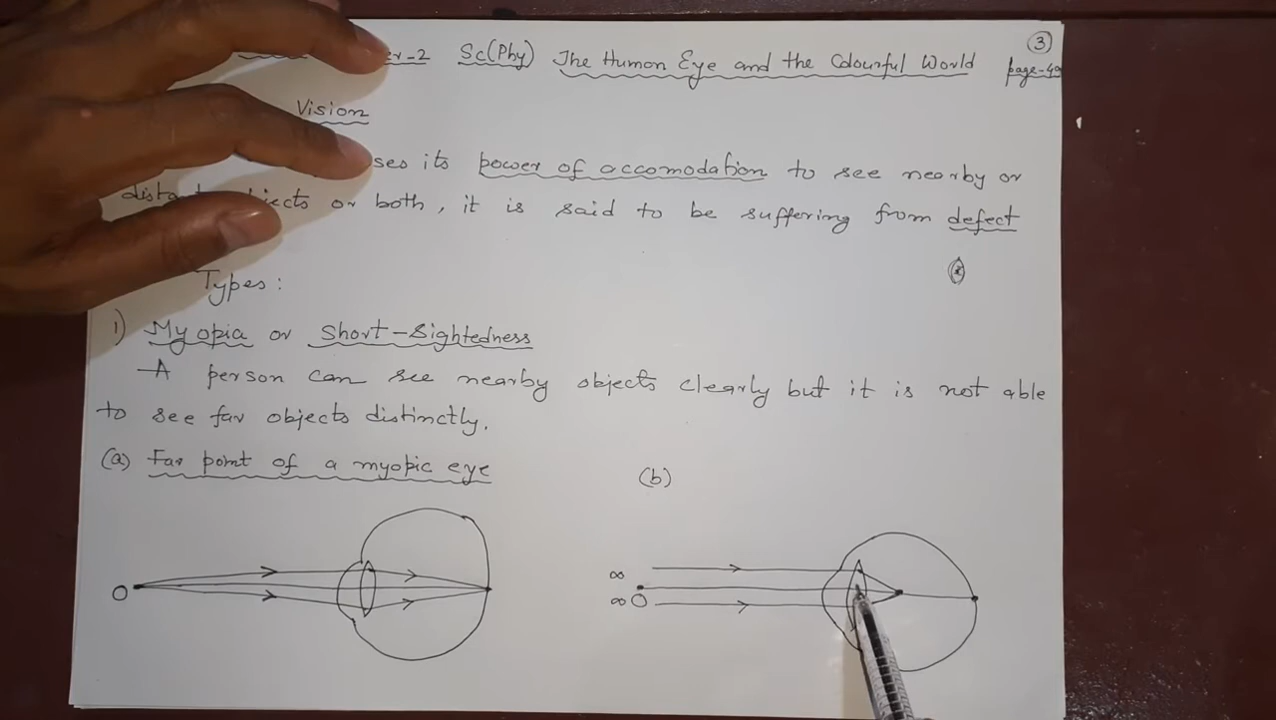 -2 Sc(Phy) The Human Eye and the Colourful World
③
page-49
Vision
ses its power of accomodation to see nearby or
distant objects or both, it is said to be suffering from defect
Types:
1) Myopia or Short-Sightedness
A person can see nearby objects clearly but it is not able
to see far objects distinctly.
(a) Far point of a myopic eye
(b)
O
∞
∞ O